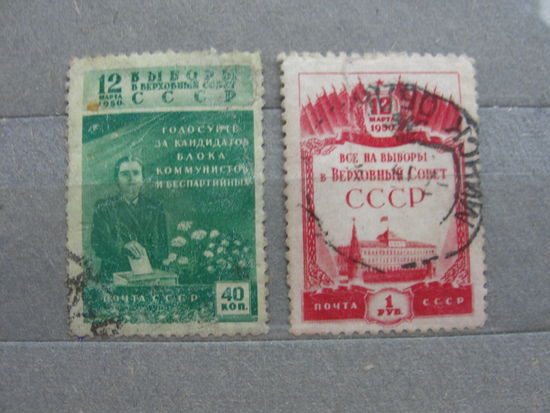 12
МАРТА
1950
ВЫБОРЫ
В ВЕРХОВНЫЙ СОВЕТ
СССР
ГОЛОСУЙТЕ
ЗА КАНДИДАТОВ
БЛОКА
КОММУНИСТОВ
И БЕСПАРТИЙНЫХ
ПОЧТА СССР
40
КОП.
12
МАРТА
1950
ВСЕ НА ВЫБОРЫ
В ВЕРХОВНЫЙ СОВЕТ
СССР
ПОЧТА
1
РУБ.
СССР